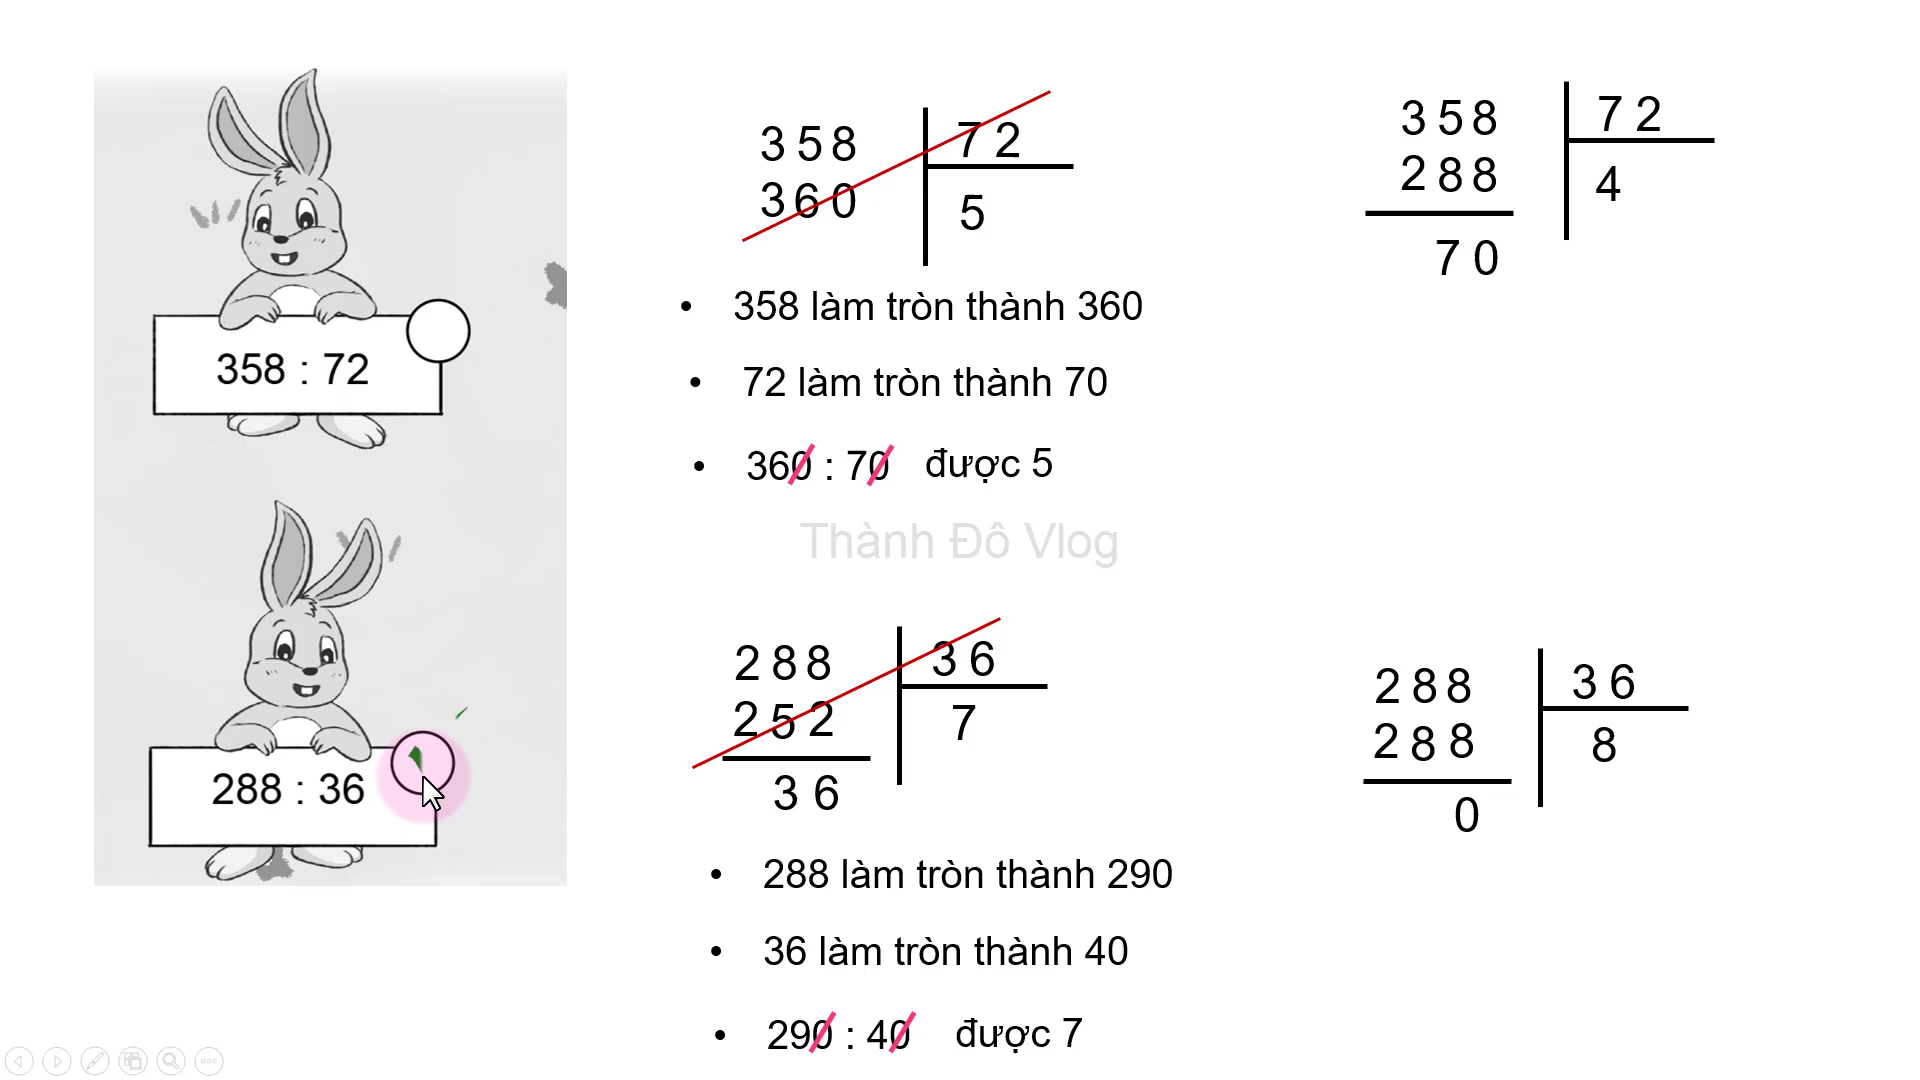 358 : 72
288 : 36
358 72
360 5
• 358 làm tròn thành 360
• 72 làm tròn thành 70
• 360 : 70 được 5
Thành Đô Vlog
288 36
252 7
36
• 288 làm tròn thành 290
• 36 làm tròn thành 40
• 290 : 40 được 7
358 72
288 4
70
288 36
288 8
0